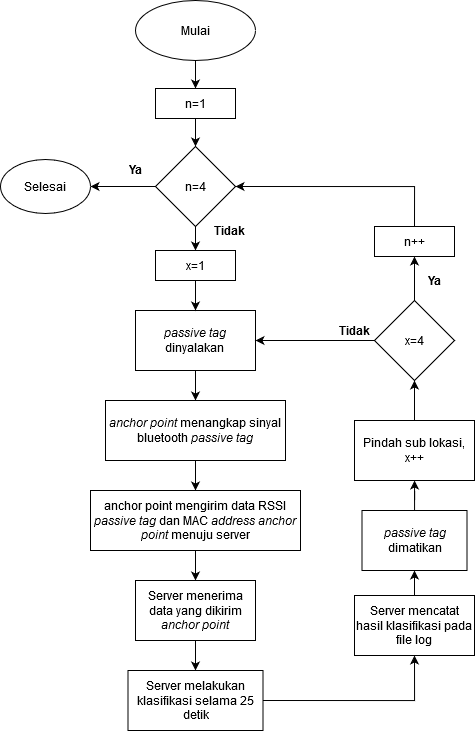 Mulai
n=1
n=4
Ya
Selesai
Tidak
x=1
passive tag
dinyalakan
anchor point menangkap sinyal
bluetooth passive tag
anchor point mengirim data RSSI
passive tag dan MAC address anchor
point menuju server
Server menerima
data yang dikirim
anchor point
Server melakukan
klasifikasi selama 25
detik
Server mencatat
hasil klasifikasi pada
file log
passive tag
dimatikan
Pindah sub lokasi,
x++
x=4
Tidak
Ya
n++